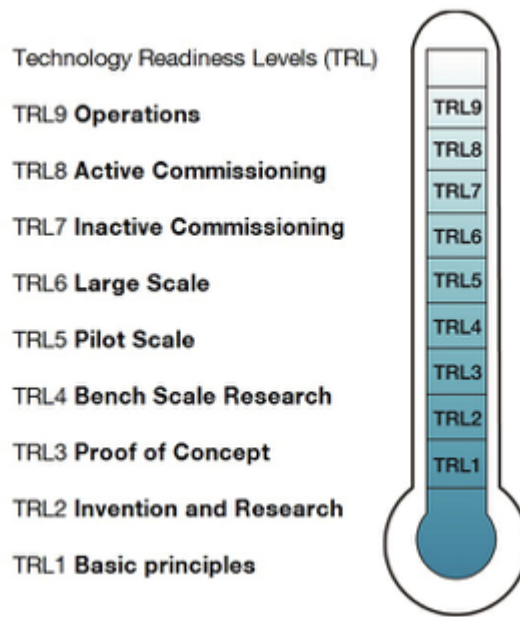 Technology Readiness Levels (TRL)
TRL9 Operations
TRL8 Active Commissioning
TRL7 Inactive Commissioning
TRL6 Large Scale
TRL5 Pilot Scale
TRL4 Bench Scale Research
TRL3 Proof of Concept
TRL2 Invention and Research
TRL1 Basic principles
TRL9
TRL8
TRL7
TRL6
TRL5
TRL4
TRL3
TRL2
TRL1